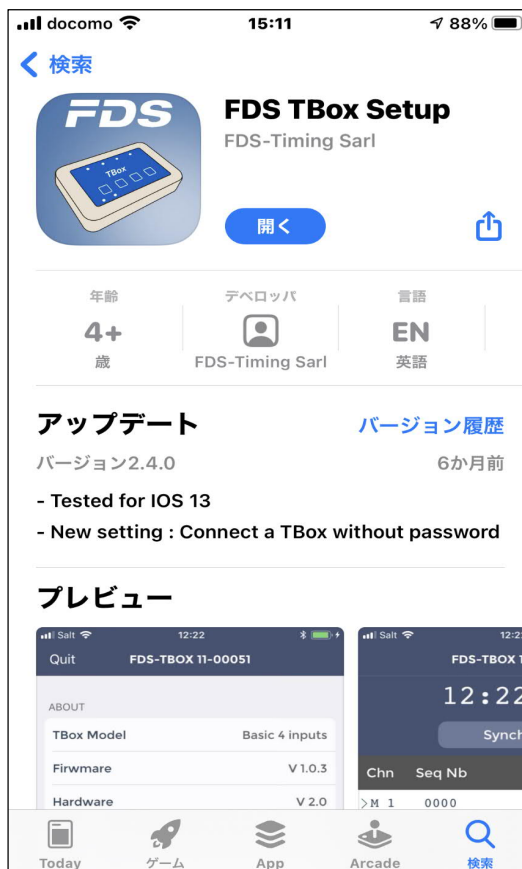 docomo 15:11 88%
検索
FDS
TBox
FDS TBox Setup
FDS-Timing Sarl
開く
年齢 デベロッパ 言語
4+ EN
歳 FDS-Timing Sarl 英語
アップデート バージョン履歴
バージョン2.4.0 6か月前
- Tested for IOS 13
- New setting : Connect a TBox without password
プレビュー
Salt 12:22
Quit FDS-TBOX 11-00051
ABOUT
TBox Model Basic 4 inputs
Firwmare V 1.0.3
Hardware V 2.0
Salt 12:2
FDS-TBOX 1
12:22
Synch
Chn Seq Nb
>M 1 0000
Today ゲーム App Arcade 検索